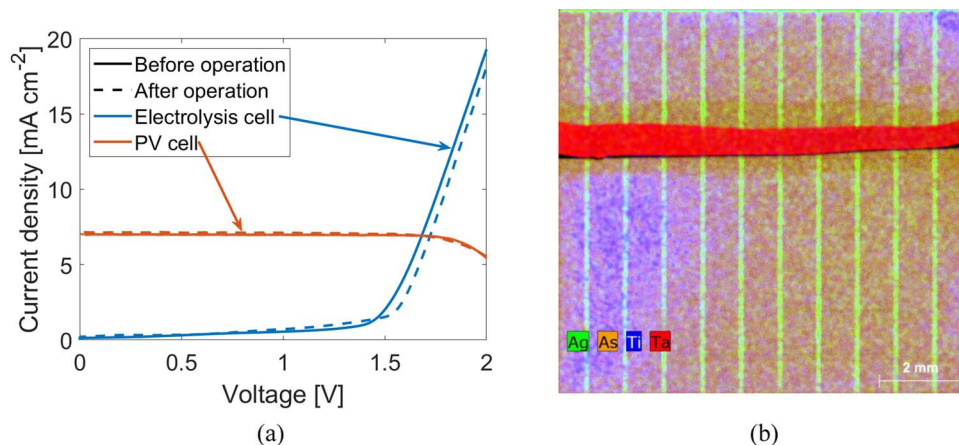 20
15
10
5
0
Current density [mA cm-2]
Before operation
After operation
Electrolysis cell
PV cell
0 0.5 1 1.5 2
Voltage [V]
(a)
Ag As Ti Ta
2 mm
(b)